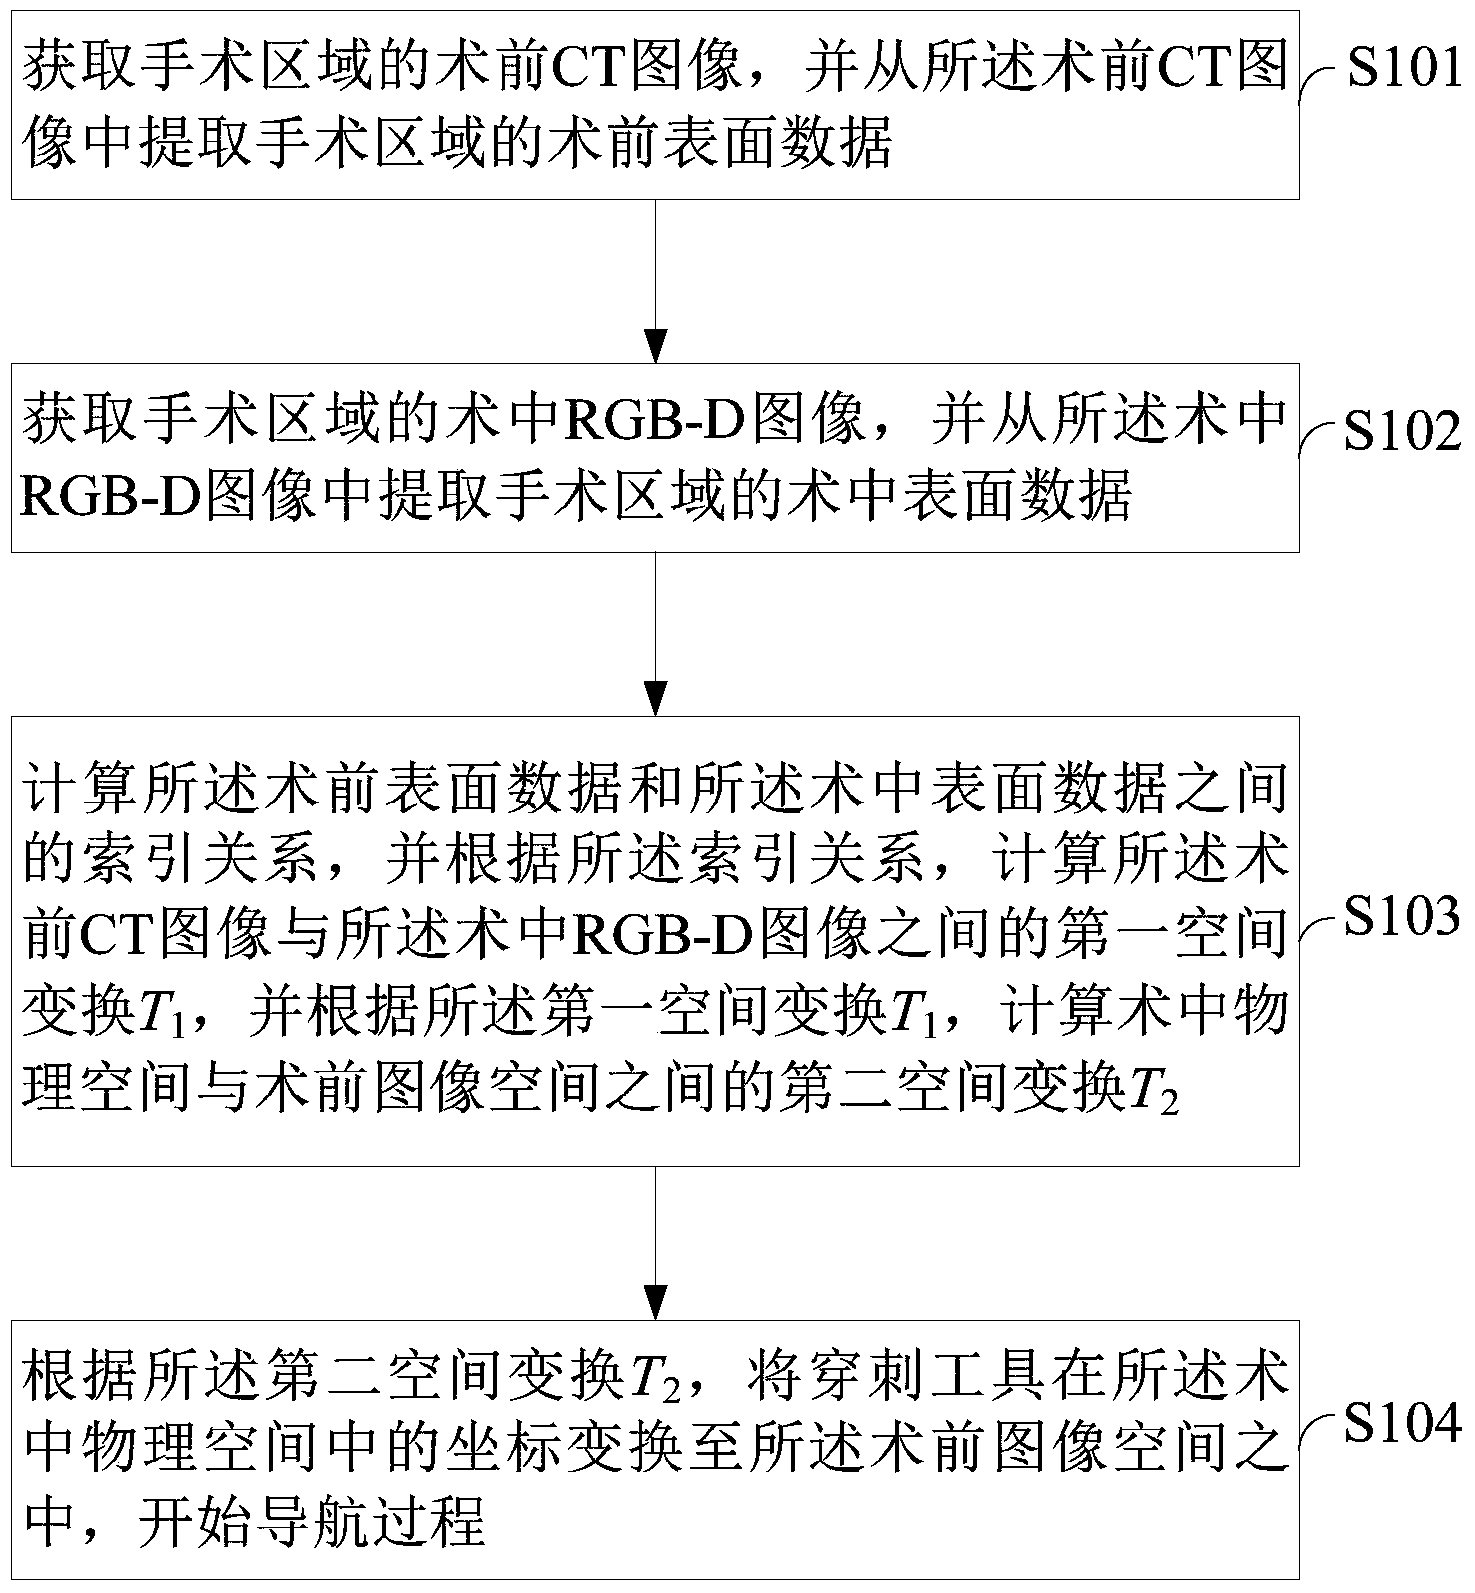 获取手术区域的术前CT图像，并从所述术前CT图
像中提取手术区域的术前表面数据
S101
获取手术区域的术中RGB-D图像，并从所述术中
RGB-D图像中提取手术区域的术中表面数据
S102
计算所述术前表面数据和所述术中表面数据之间
的索引关系，并根据所述索引关系，计算所述术
前CT图像与所述术中RGB-D图像之间的第一空间
变换T1，并根据所述第一空间变换T1，计算术中物
理空间与术前图像空间之间的第二空间变换T2
S103
根据所述第二空间变换T2，将穿刺工具在所述术
中物理空间中的坐标变换至所述术前图像空间之
中，开始导航过程
S104